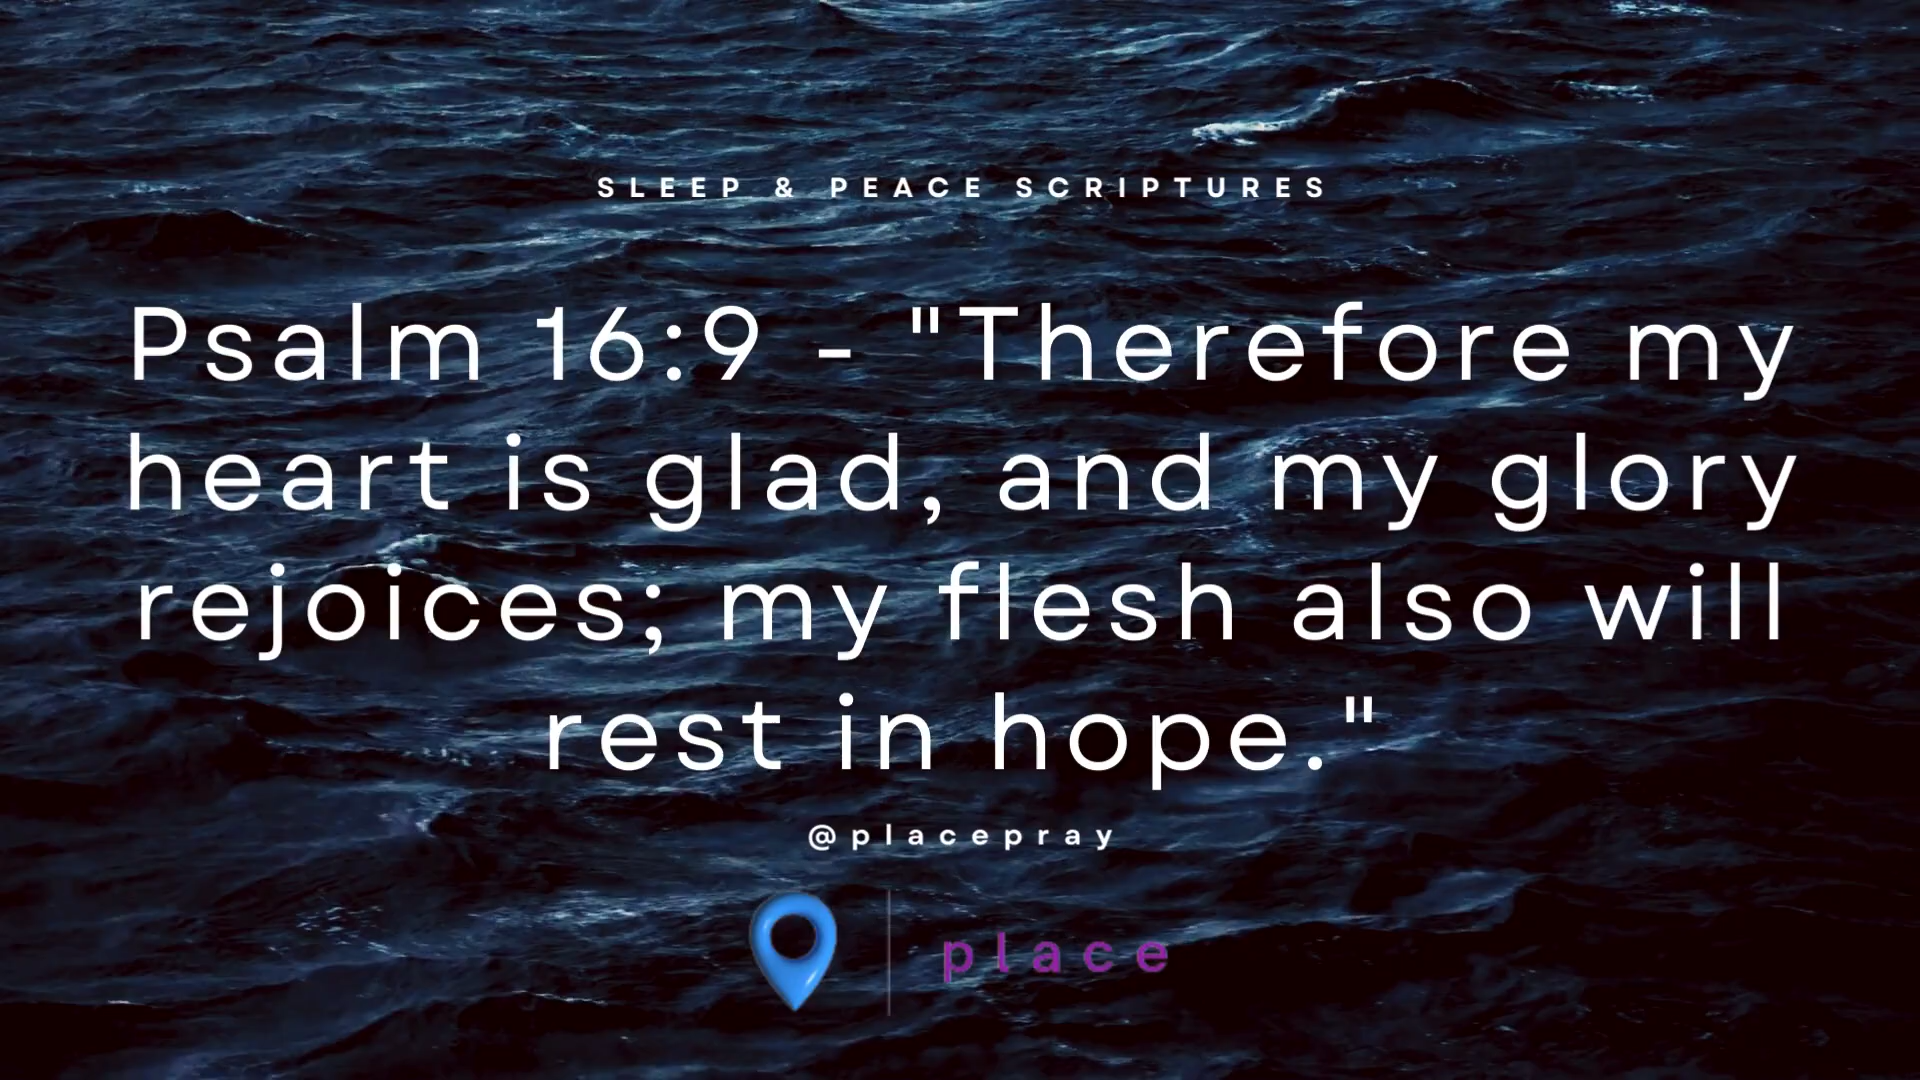 SLEEP & PEACE SCRIPTURES
Psalm 16:9 - "Therefore my
heart is glad, and my glory
rejoices; my flesh also will
rest in hope."
@placepray
place